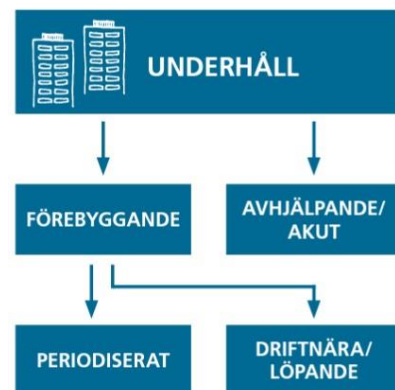 UNDERHÅLL
FÖREBYGGANDE
AVHJÄLPANDE/
AKUT
PERIODISERAT
DRIFTNÄRA/
LÖPANDE